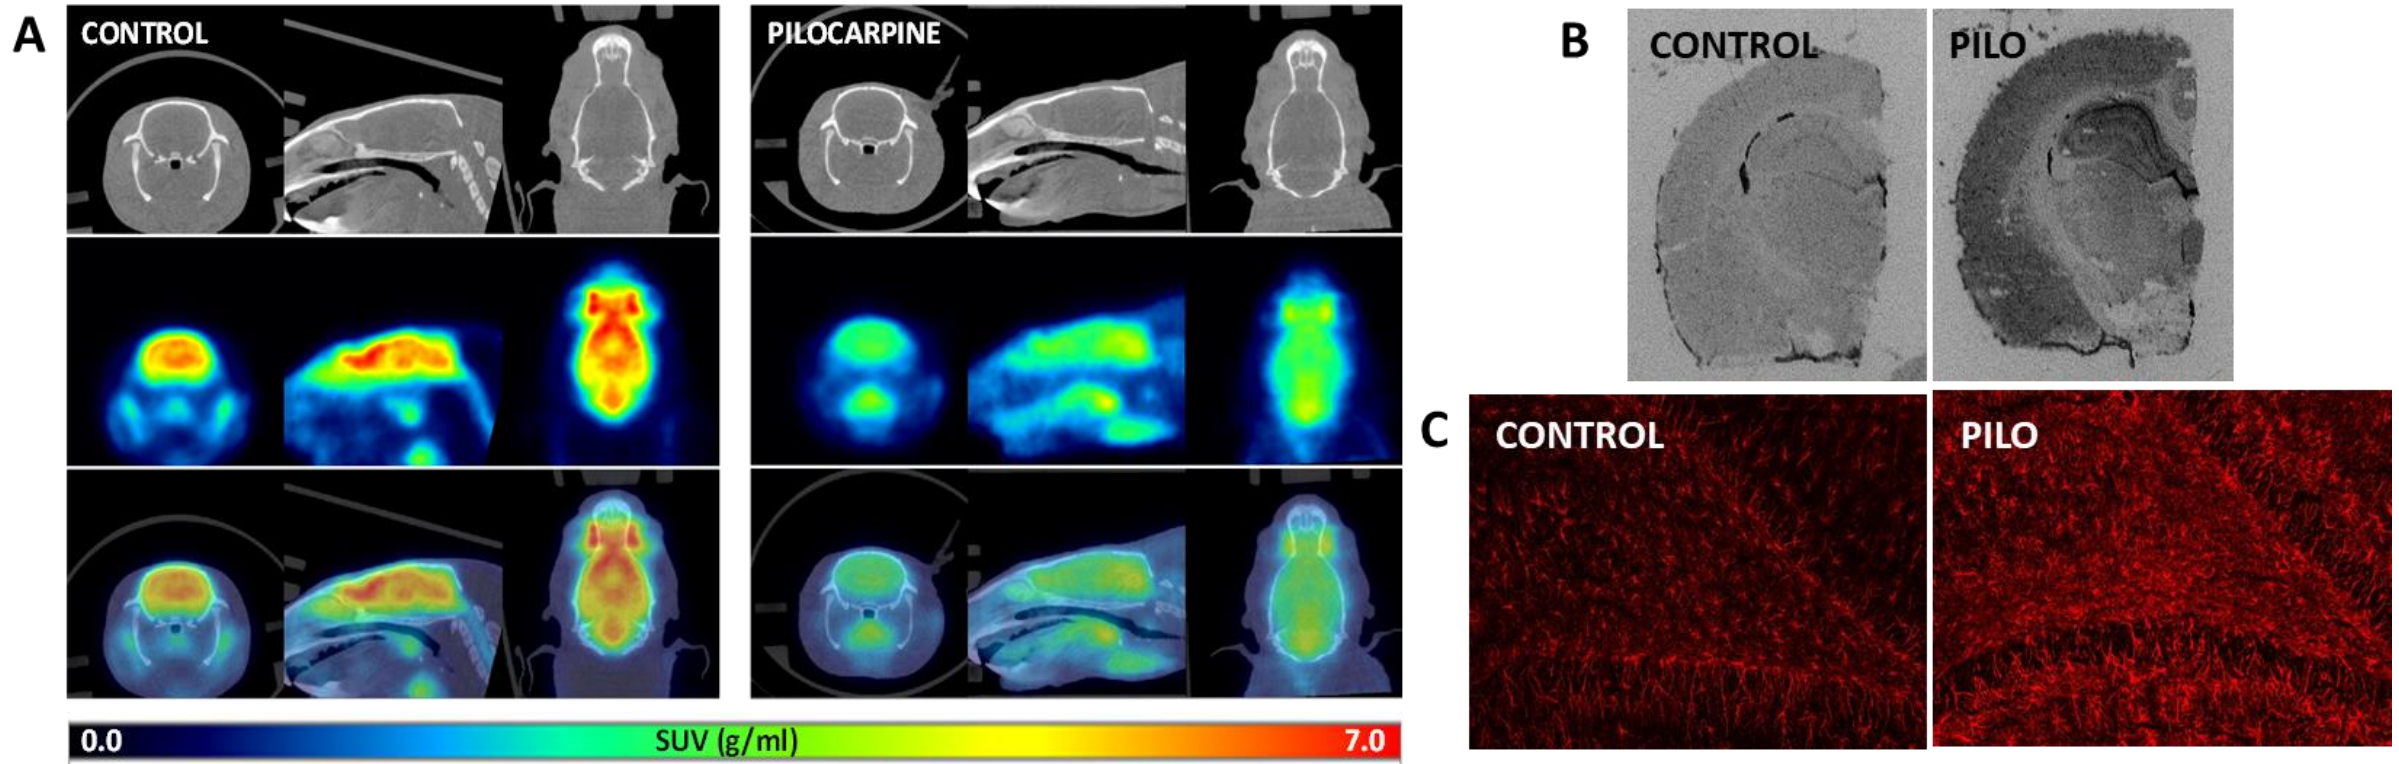 A
CONTROL
PILOCARPINE
0.0
SUV (g/ml)
7.0
B
CONTROL
PILO
C
CONTROL
PILO